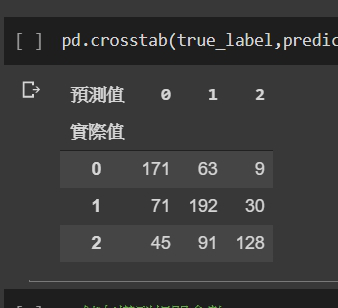 [ ] pd.crosstab(true_label,predic
預測值 0 1 2
實際值
0 171 63 9
1 71 192 30
2 45 91 128